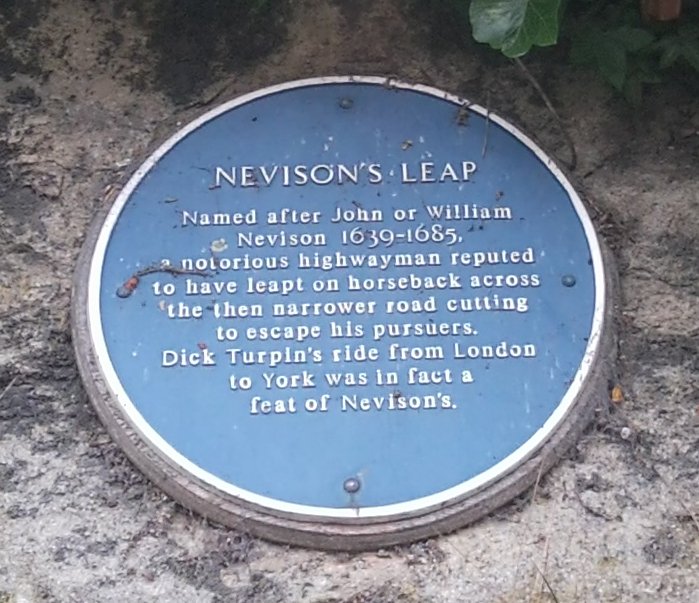 NEVISON'S LEAP
Named after John or William
Nevison 1639-1685,
a notorious highwayman reputed
to have leapt on horseback across
the then narrower road cutting
to escape his pursuers.
Dick Turpin's ride from London
to York was in fact a
feat of Nevison's.